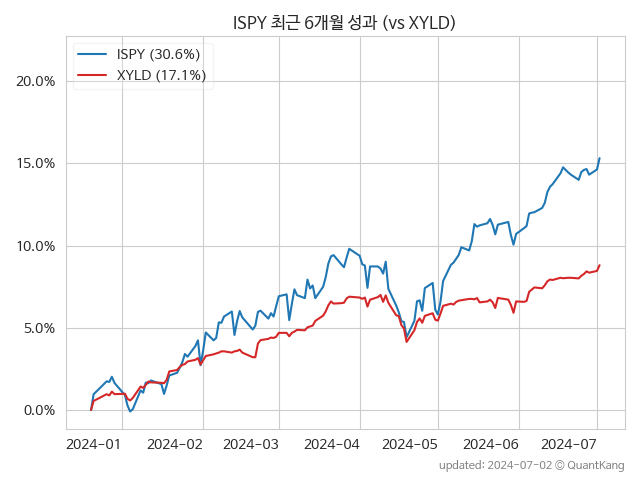 ISPY 최근 6개월 성과 (vs XYLD)
ISPY (30.6%)
XYLD (17.1%)
20.0%
15.0%
10.0%
5.0%
0.0%
2024-01 2024-02 2024-03 2024-04 2024-05 2024-06 2024-07
updated: 2024-07-02 © QuantKang